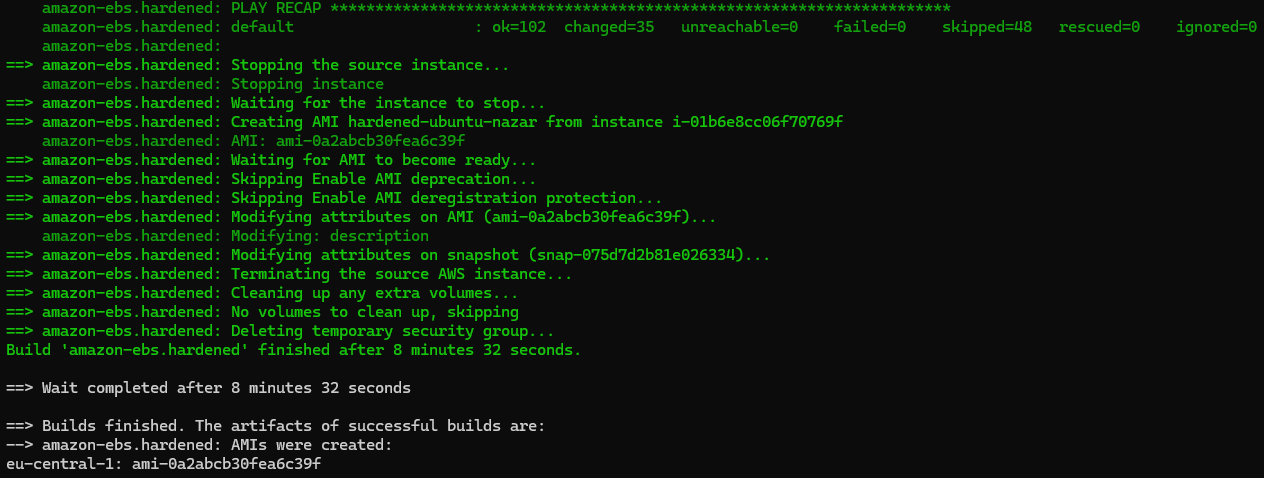 amazon-ebs.hardened: PLAY RECAP *********************************************************************
amazon-ebs.hardened: default                    : ok=102  changed=35   unreachable=0    failed=0    skipped=48   rescued=0    ignored=0
amazon-ebs.hardened:
==> amazon-ebs.hardened: Stopping the source instance...
amazon-ebs.hardened: Stopping instance
==> amazon-ebs.hardened: Waiting for the instance to stop...
==> amazon-ebs.hardened: Creating AMI hardened-ubuntu-nazar from instance i-01b6e8cc06f70769f
amazon-ebs.hardened: AMI: ami-0a2abcb30fea6c39f
==> amazon-ebs.hardened: Waiting for AMI to become ready...
==> amazon-ebs.hardened: Skipping Enable AMI deprecation...
==> amazon-ebs.hardened: Skipping Enable AMI deregistration protection...
==> amazon-ebs.hardened: Modifying attributes on AMI (ami-0a2abcb30fea6c39f)...
amazon-ebs.hardened: Modifying: description
==> amazon-ebs.hardened: Modifying attributes on snapshot (snap-075d7d2b81e026334)...
==> amazon-ebs.hardened: Terminating the source AWS instance...
==> amazon-ebs.hardened: Cleaning up any extra volumes...
==> amazon-ebs.hardened: No volumes to clean up, skipping
==> amazon-ebs.hardened: Deleting temporary security group...
Build 'amazon-ebs.hardened' finished after 8 minutes 32 seconds.
==> Wait completed after 8 minutes 32 seconds
==> Builds finished. The artifacts of successful builds are:
--> amazon-ebs.hardened: AMIs were created:
eu-central-1: ami-0a2abcb30fea6c39f